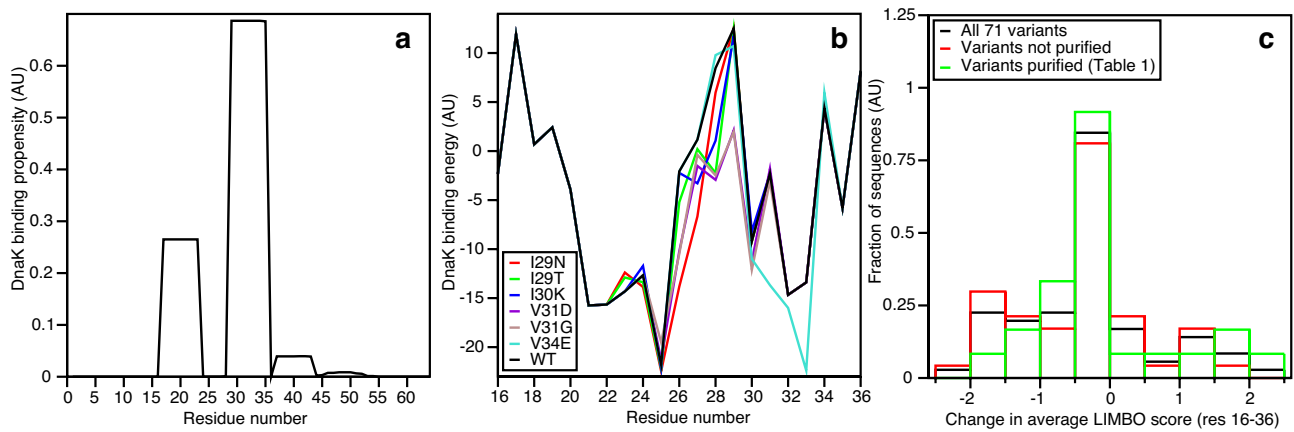 a
DnaK binding propensity (AU)
0.6
0.5
0.4
0.3
0.2
0.1
0
0 5 10 15 20 25 30 35 40 45 50 55 60
Residue number
b
DnaK binding energy (AU)
10
5
0
-5
-10
-15
-20
I29N
I29T
I30K
V31D
V31G
V34E
WT
16 18 20 22 24 26 28 30 32 34 36
Residue number
c
Fraction of sequences (AU)
1.25
1
0.75
0.5
0.25
0
All 71 variants
Variants not purified
Variants purified (Table 1)
-2 -1 0 1 2
Change in average LIMBO score (res 16-36)